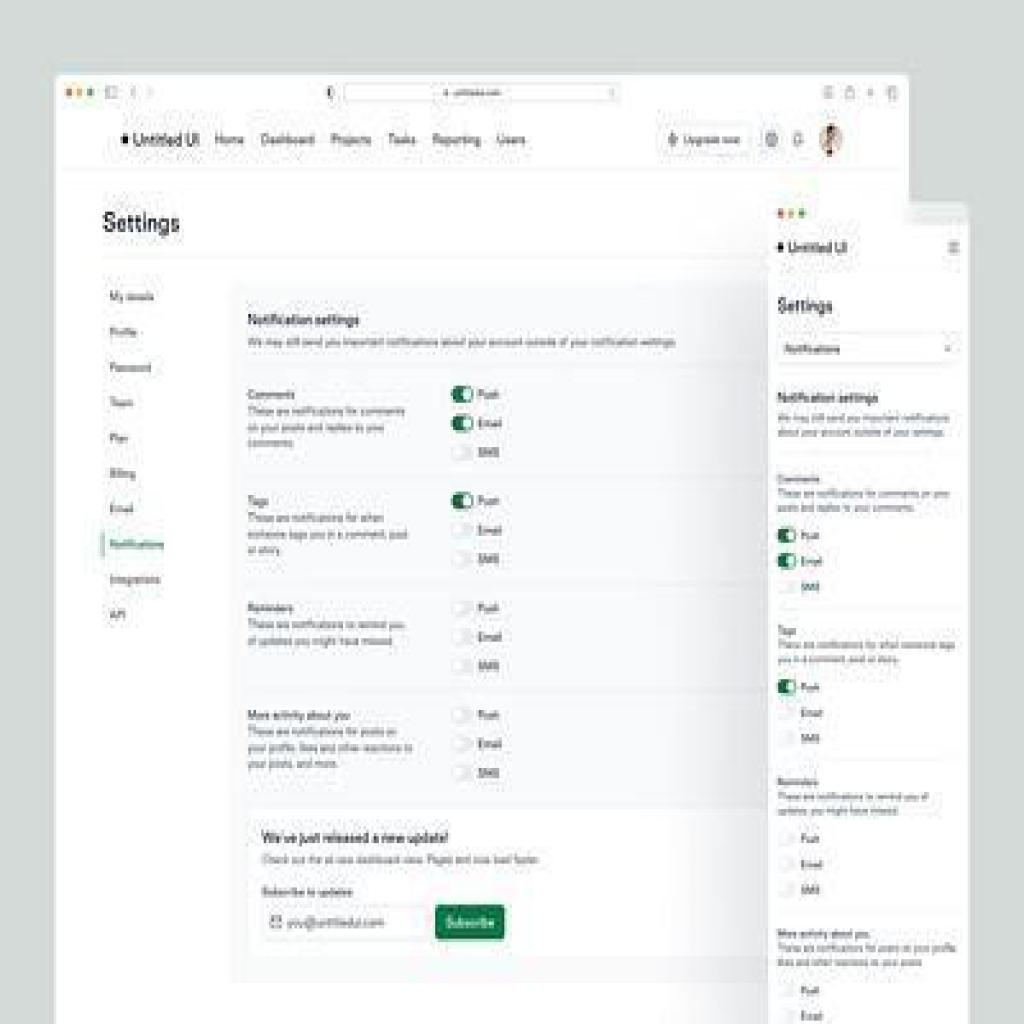 untitledui.com
Untitled UI Home Dashboard Projects Tasks Reporting Users Upgrade now
Settings
My details
Profile
Password
Team
Plan
Billing
Email
Notifications
Integrations
API
Notification settings
We may still send you important notifications about your account outside of your notification settings.
Comments
These are notifications for comments
on your posts and replies to your
comments.
Push
Email
SMS
Tags
These are notifications for when
someone tags you in a comment, post
or story.
Push
Email
SMS
Reminders
These are notifications to remind you
of updates you might have missed.
Push
Email
SMS
More activity about you
These are notifications for posts on
your profile, likes and other reactions to
your posts, and more.
Push
Email
SMS
We've just released a new update!
Check out the all new dashboard view. Pages and now load faster.
Subscribe to updates
you@untitledui.com
Subscribe
Untitled UI
Settings
Notifications
Notification settings
We may still send you important notifications
about your account outside of your settings.
Comments
These are notifications for comments on your
posts and replies to your comments.
Push
Email
SMS
Tags
These are notifications for when someone tags
you in a comment, post or story.
Push
Email
SMS
Reminders
These are notifications to remind you of
updates you might have missed.
Push
Email
SMS
More activity about you
These are notifications for posts on your profile,
likes and other reactions to your posts
Push
Email